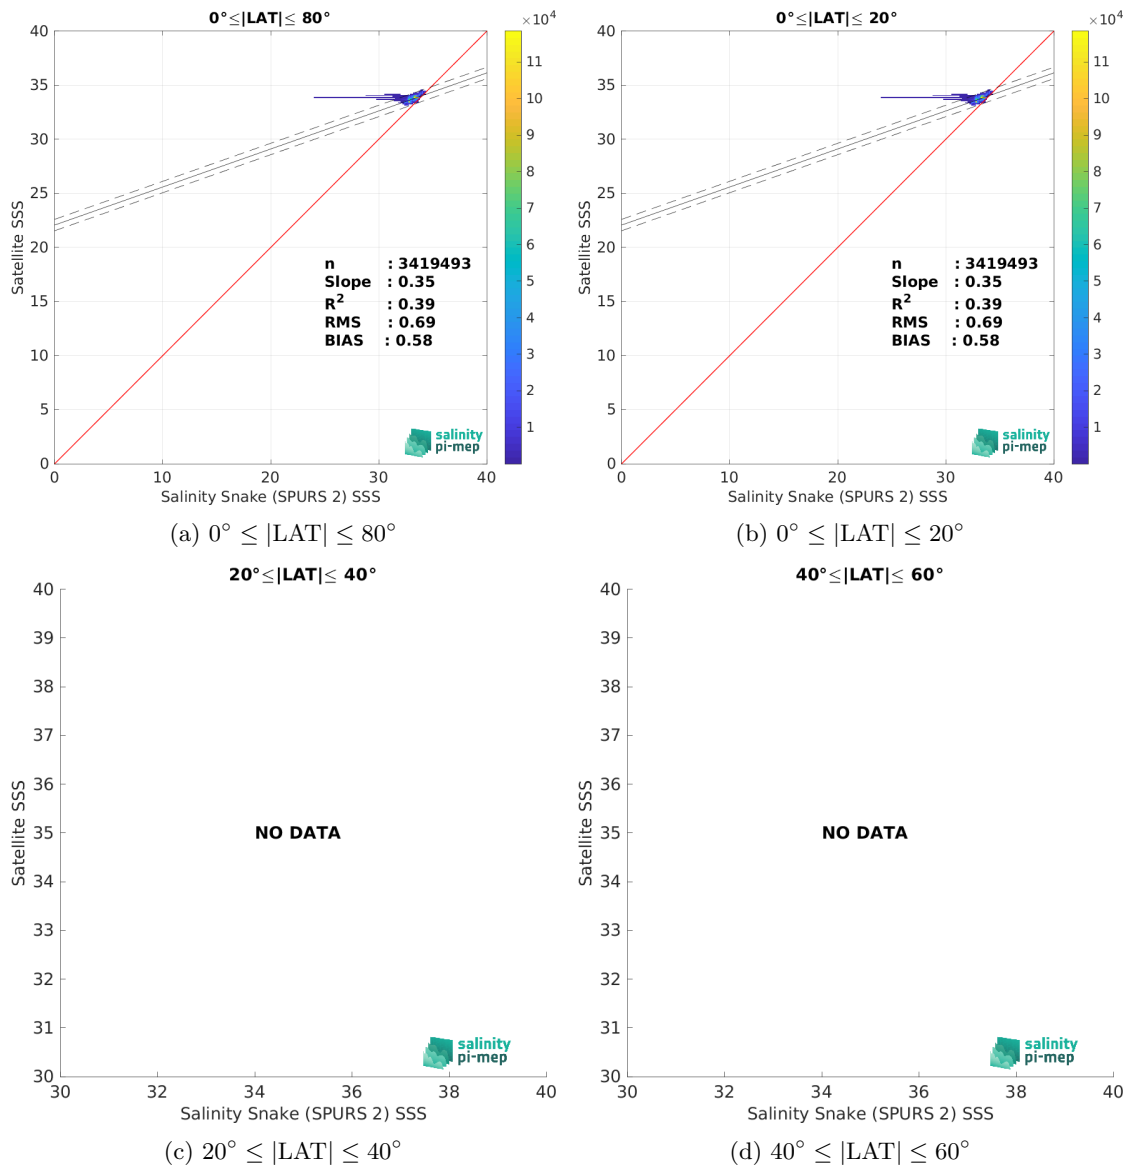 0°≤|LAT|≤ 80°
×10⁴
40
35
30
25
20
15
10
5
0
Satellite SSS
n : 3419493
Slope : 0.35
R² : 0.39
RMS : 0.69
BIAS : 0.58
salinity
pi-mep
11
10
9
8
7
6
5
4
3
2
1
0 10 20 30 40
Salinity Snake (SPURS 2) SSS
(a) 0° ≤ |LAT| ≤ 80°
0°≤|LAT|≤ 20°
×10⁴
40
35
30
25
20
15
10
5
0
Satellite SSS
n : 3419493
Slope : 0.35
R² : 0.39
RMS : 0.69
BIAS : 0.58
salinity
pi-mep
11
10
9
8
7
6
5
4
3
2
1
0 10 20 30 40
Salinity Snake (SPURS 2) SSS
(b) 0° ≤ |LAT| ≤ 20°
20°≤|LAT|≤ 40°
40
39
38
37
36
35
34
33
32
31
30
Satellite SSS
NO DATA
salinity
pi-mep
30 32 34 36 38 40
Salinity Snake (SPURS 2) SSS
(c) 20° ≤ |LAT| ≤ 40°
40°≤|LAT|≤ 60°
40
39
38
37
36
35
34
33
32
31
30
Satellite SSS
NO DATA
salinity
pi-mep
30 32 34 36 38 40
Salinity Snake (SPURS 2) SSS
(d) 40° ≤ |LAT| ≤ 60°